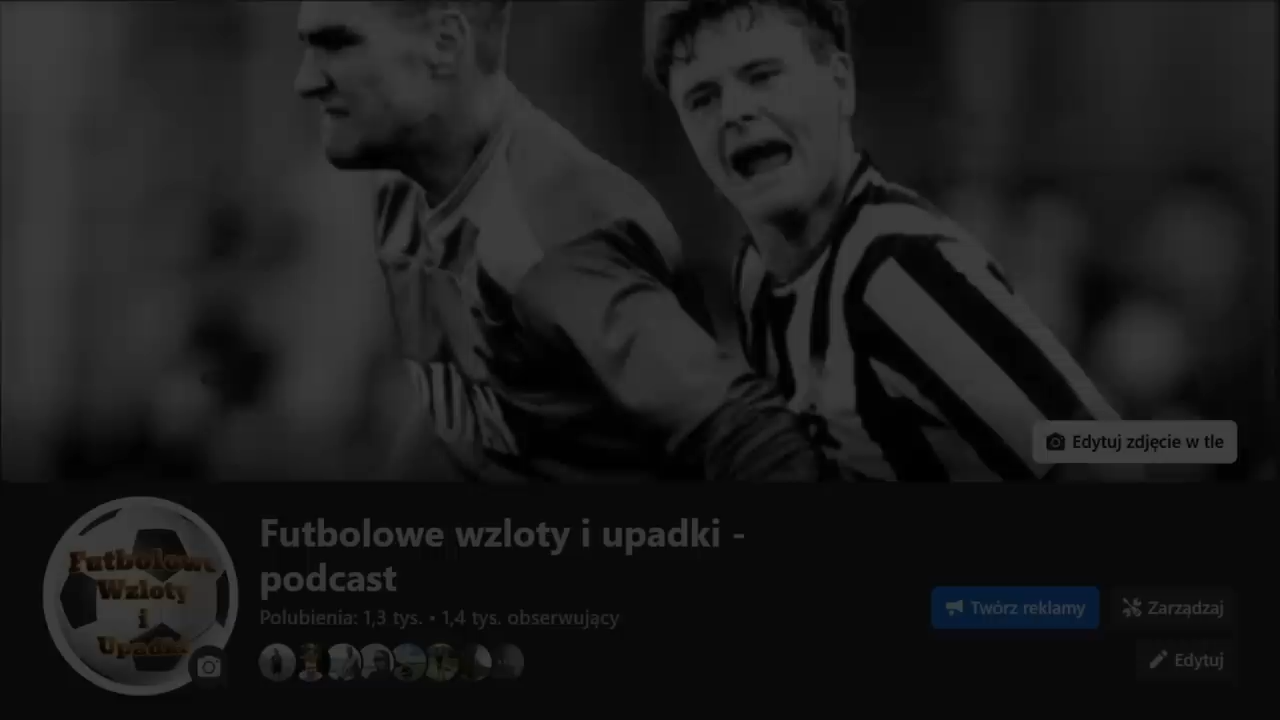 Edytuj zdjęcie w tle
Futbolowe wzloty i upadki -
podcast
Polubienia: 1,3 tys. • 1,4 tys. obserwujący
Twórz reklamy
Zarządzaj
Edytuj
Futbolowe
Wzloty
i
Upadki